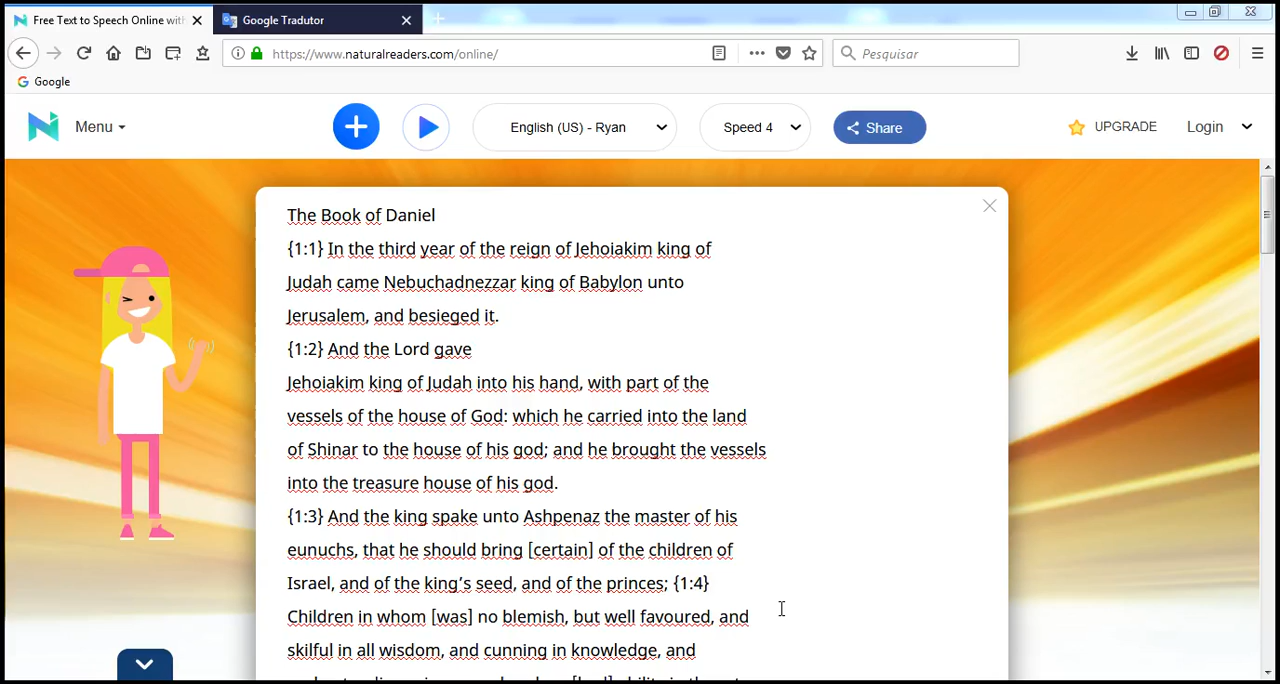 Free Text to Speech Online with
Google Tradutor
https://www.naturalreaders.com/online/
Pesquisar
Google
Menu
English (US) - Ryan
Speed 4
Share
UPGRADE
Login
The Book of Daniel
{1:1} In the third year of the reign of Jehoiakim king of
Judah came Nebuchadnezzar king of Babylon unto
Jerusalem, and besieged it.
{1:2} And the Lord gave
Jehoiakim king of Judah into his hand, with part of the
vessels of the house of God: which he carried into the land
of Shinar to the house of his god; and he brought the vessels
into the treasure house of his god.
{1:3} And the king spake unto Ashpenaz the master of his
eunuchs, that he should bring [certain] of the children of
Israel, and of the king’s seed, and of the princes; {1:4}
Children in whom [was] no blemish, but well favoured, and
skilful in all wisdom, and cunning in knowledge, and